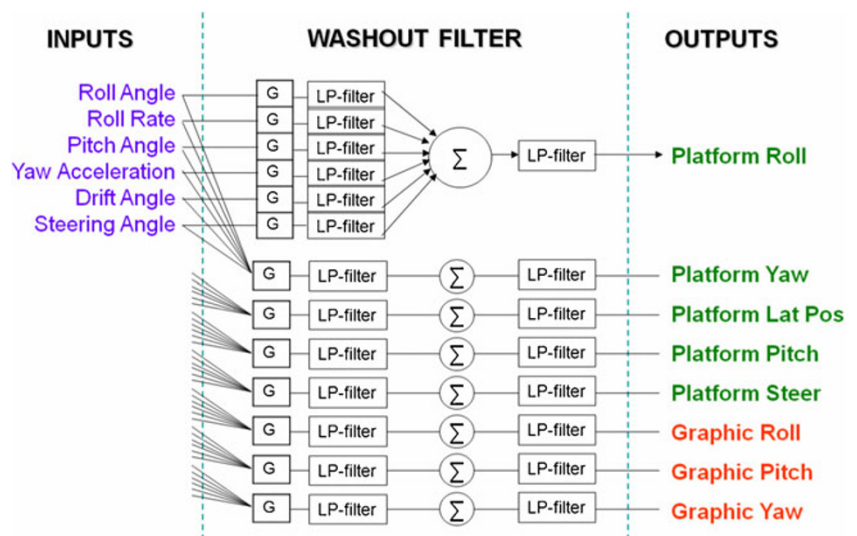 INPUTS WASHOUT FILTER OUTPUTS
Roll Angle G LP-filter
Roll Rate G LP-filter
Pitch Angle G LP-filter Σ LP-filter Platform Roll
Yaw Acceleration G LP-filter
Drift Angle G LP-filter
Steering Angle G LP-filter
G LP-filter Σ LP-filter Platform Yaw
G LP-filter Σ LP-filter Platform Lat Pos
G LP-filter Σ LP-filter Platform Pitch
G LP-filter Σ LP-filter Platform Steer
G LP-filter Σ LP-filter Graphic Roll
G LP-filter Σ LP-filter Graphic Pitch
G LP-filter Σ LP-filter Graphic Yaw